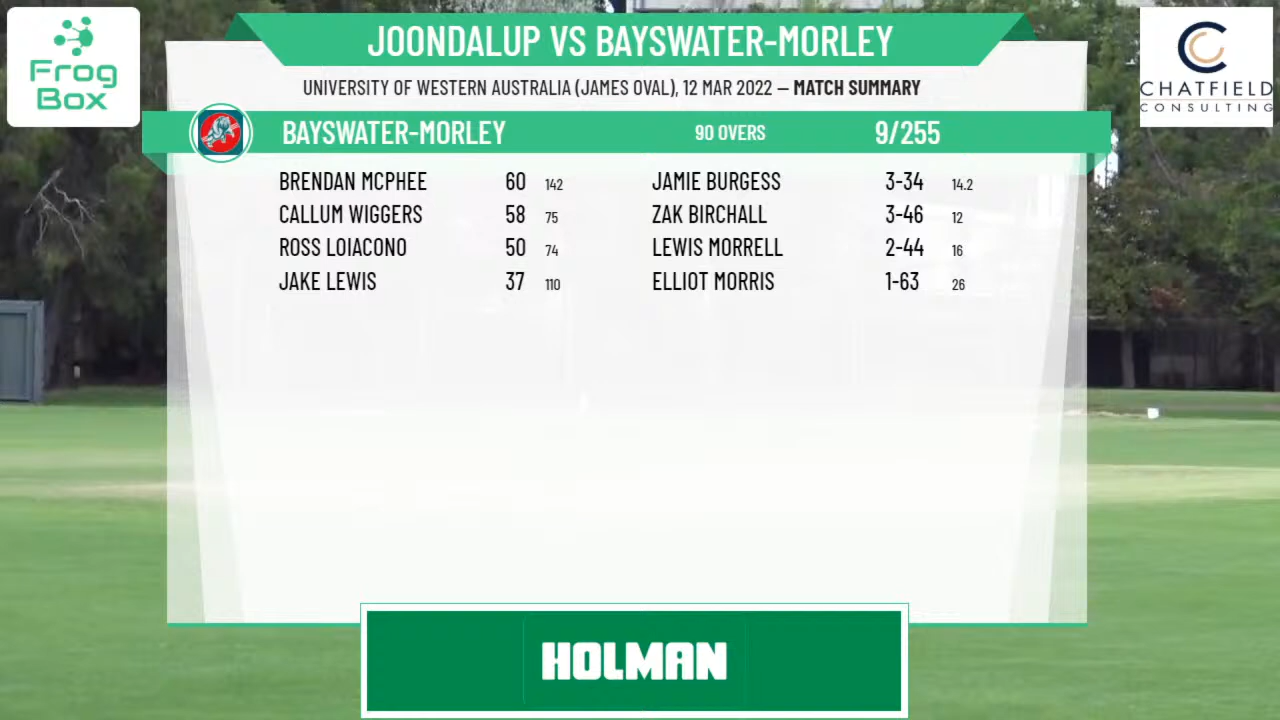 JOONDALUP VS BAYSWATER-MORLEY
UNIVERSITY OF WESTERN AUSTRALIA (JAMES OVAL), 12 MAR 2022 – MATCH SUMMARY
Frog
Box
CHATFIELD
CONSULTING
BAYSWATER-MORLEY 90 OVERS 9/255
BRENDAN MCPHEE 60 142 JAMIE BURGESS 3-34 14.2
CALLUM WIGGERS 58 75 ZAK BIRCHALL 3-46 12
ROSS LOIACONO 50 74 LEWIS MORRELL 2-44 16
JAKE LEWIS 37 110 ELLIOT MORRIS 1-63 26
HOLMAN